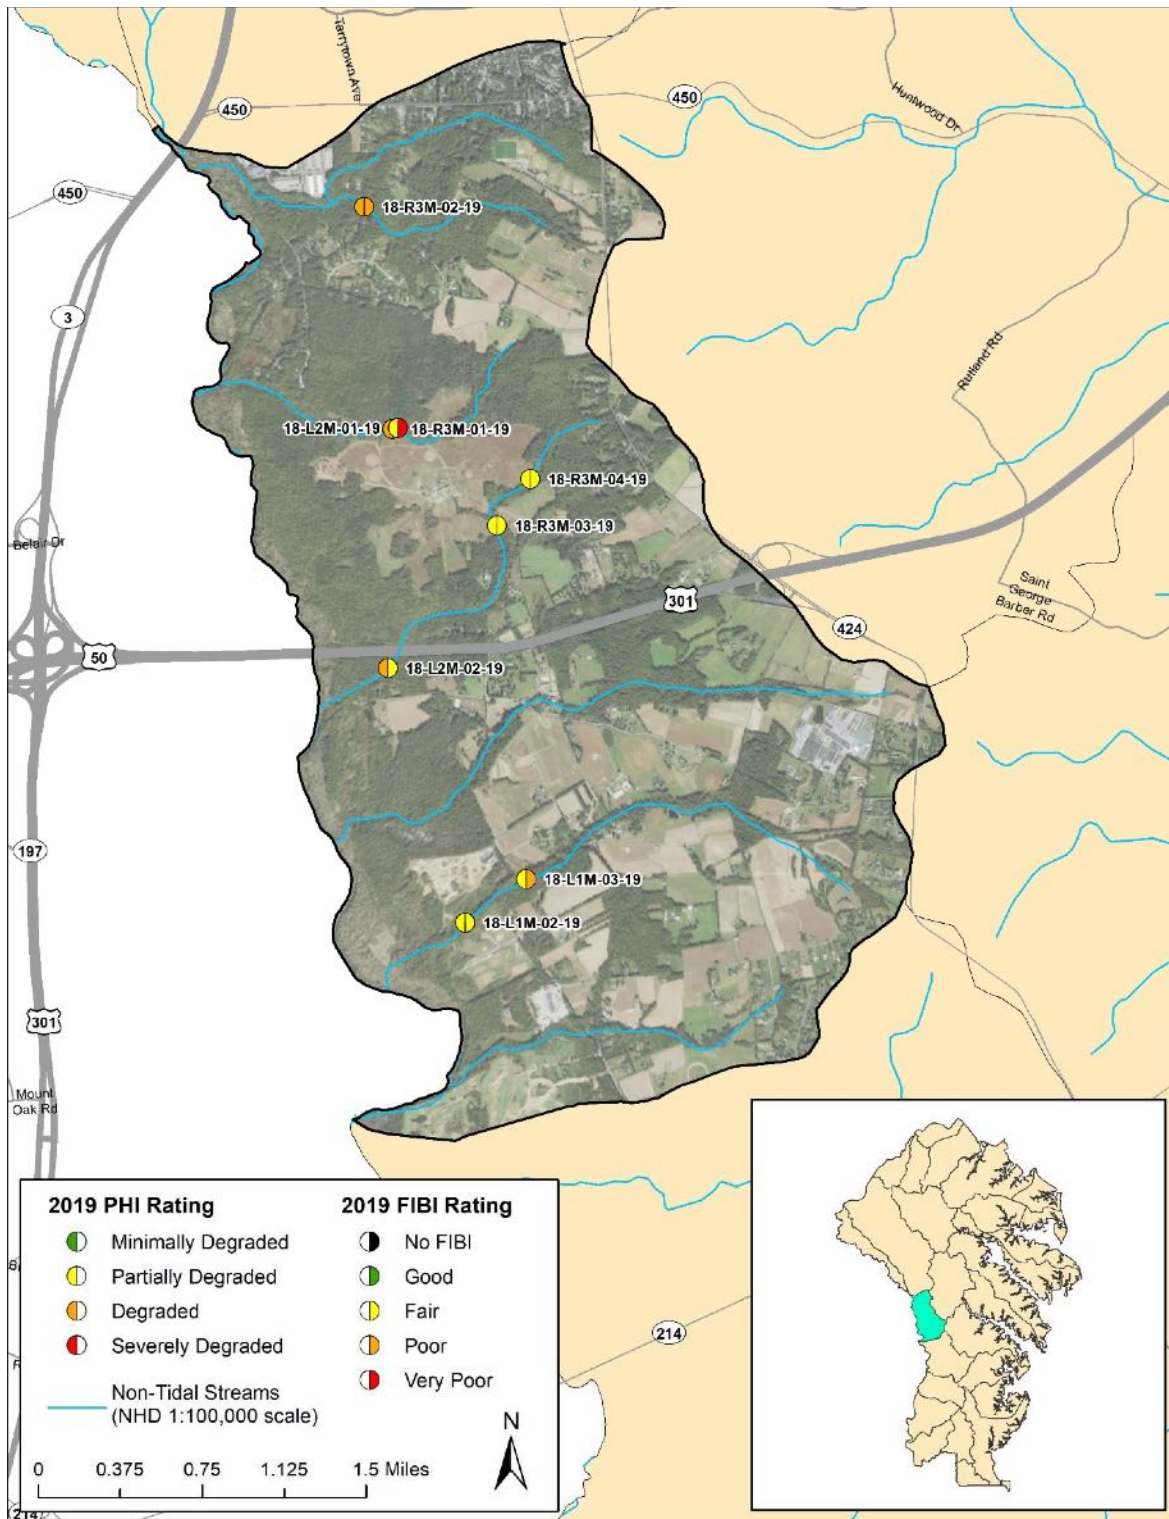 Tarrytown Ave
450
450
Huntwood Dr
450
18-R3M-02-19
3
Rutland Rd
18-L2M-01-19
18-R3M-01-19
18-R3M-04-19
18-R3M-03-19
Belair Dr
Saint
George
Barber Rd
301
424
50
18-L2M-02-19
197
18-L1M-03-19
18-L1M-02-19
301
Mount
Oak Rd
214
2019 PHI Rating
Minimally Degraded
Partially Degraded
Degraded
Severely Degraded
Non-Tidal Streams
(NHD 1:100,000 scale)
2019 FIBI Rating
No FIBI
Good
Fair
Poor
Very Poor
N
0 0.375 0.75 1.125 1.5 Miles
214